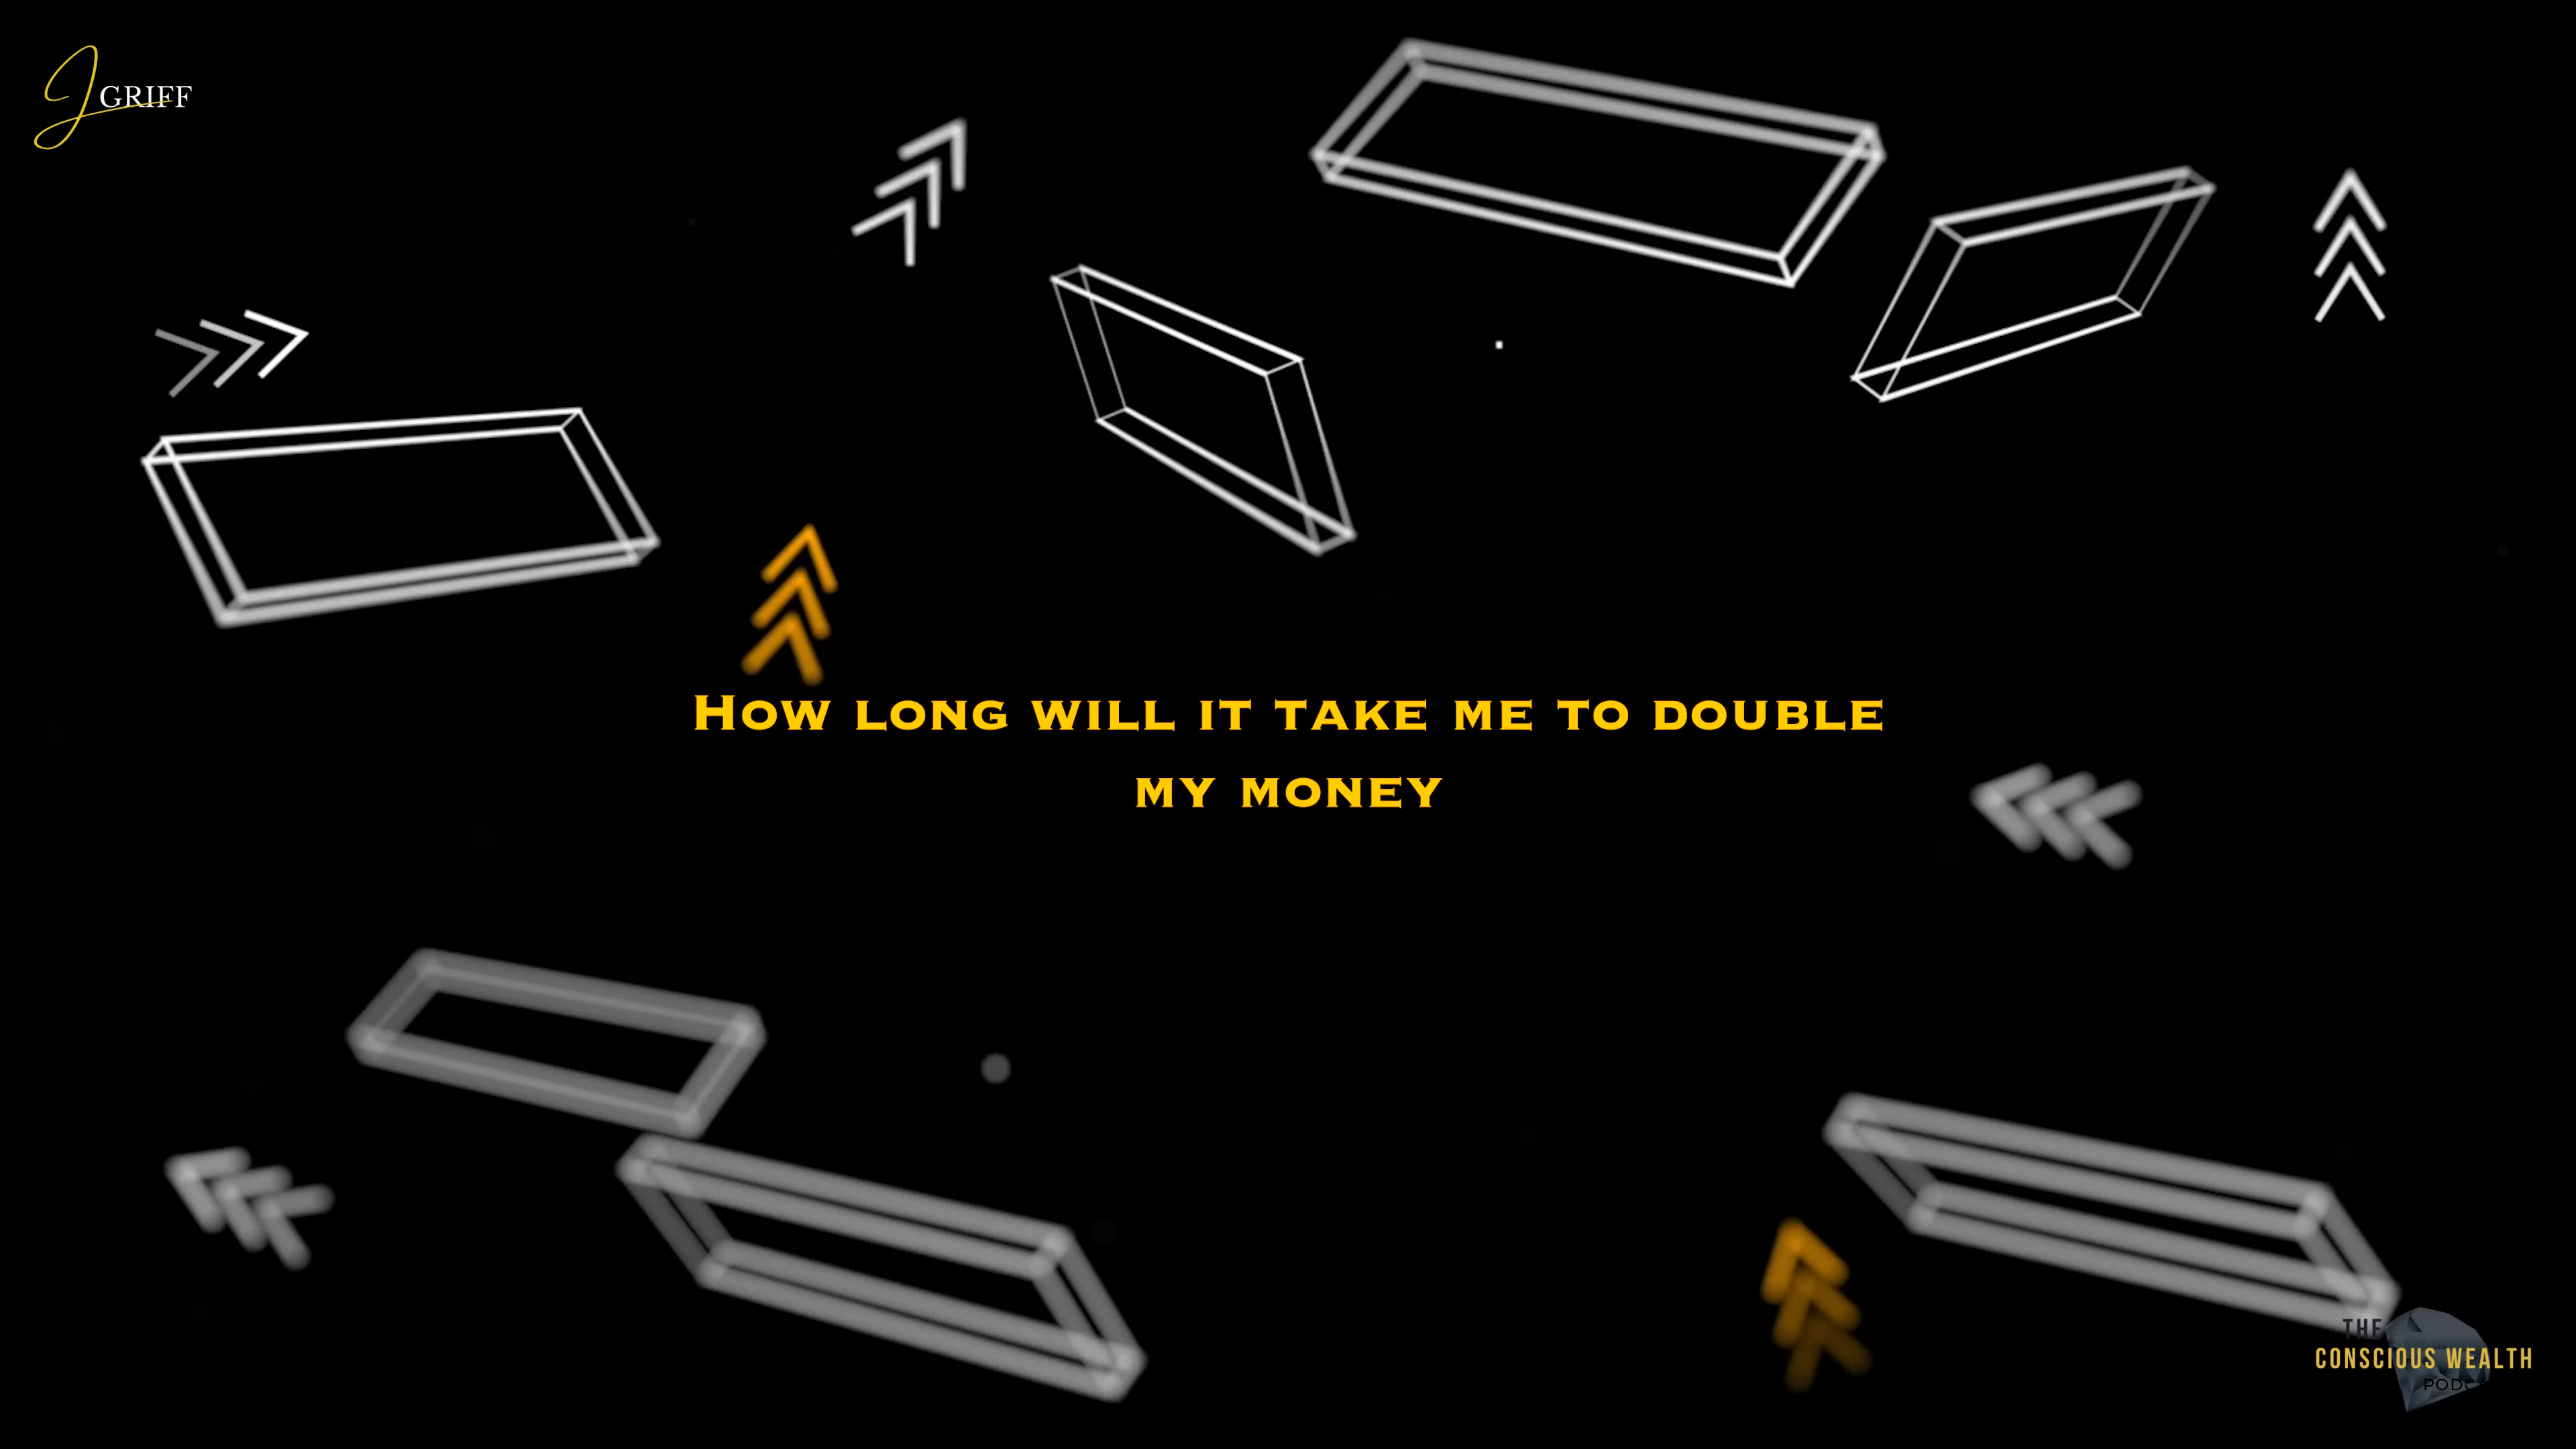 J GRIFF
How long will it take me to double
my money
THE
CONSCIOUS WEALTH